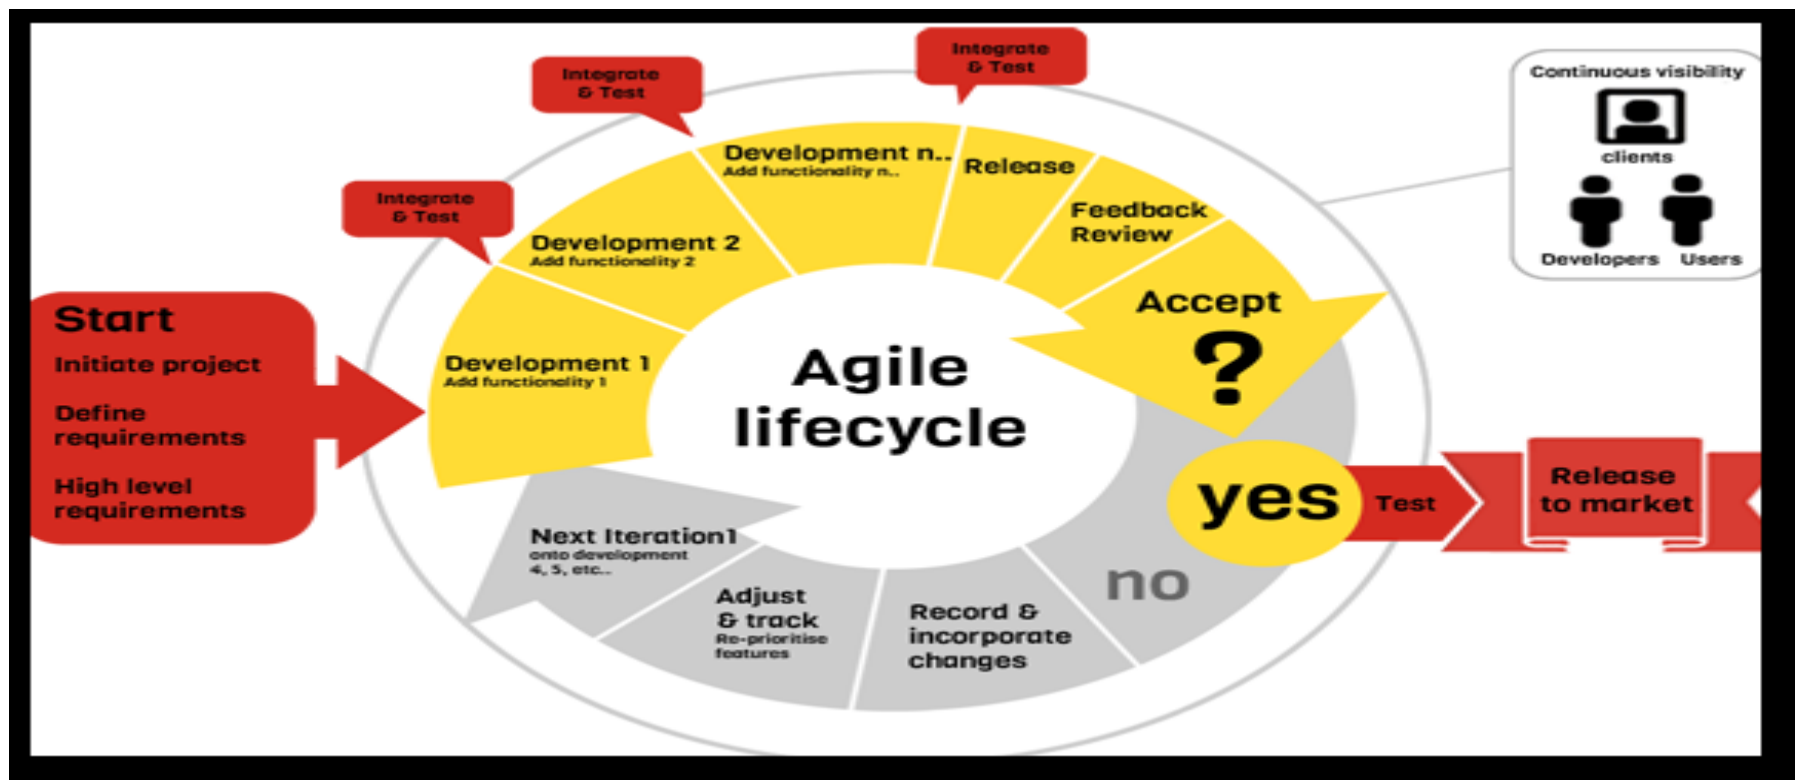 Integrate
& Test
Integrate
& Test
Integrate
& Test
Continuous visibility
clients
Developers Users
Start
Initiate project
Define
requirements
High level
requirements
Development 1
Add functionality 1
Development 2
Add functionality 2
Development n..
Add functionality n..
Release
Feedback
Review
Accept
?
Agile
lifecycle
yes
Test
Release
to market
no
Record &
incorporate
changes
Adjust
& track
Re-prioritise
features
Next Iteration1
onto development
4, 5, etc..